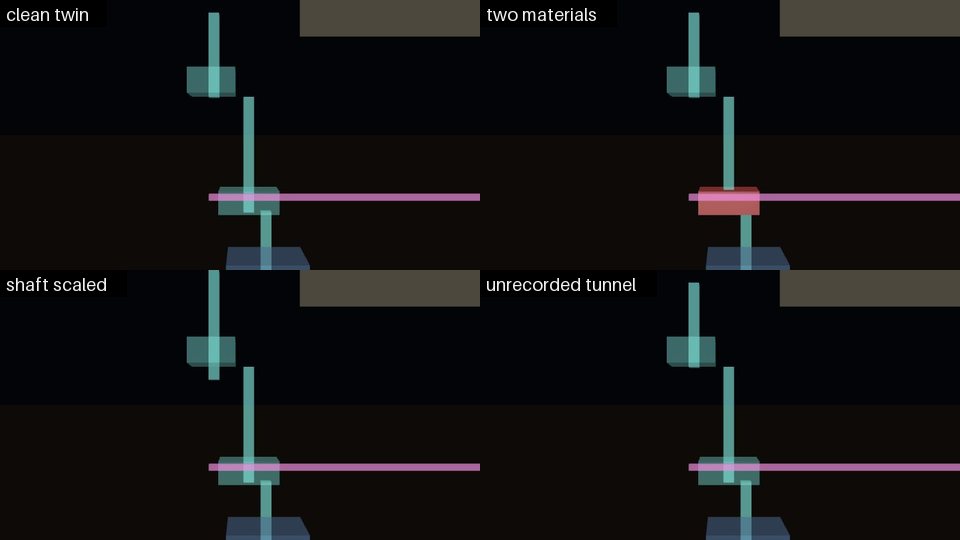 clean twin
two materials
shaft scaled
unrecorded tunnel